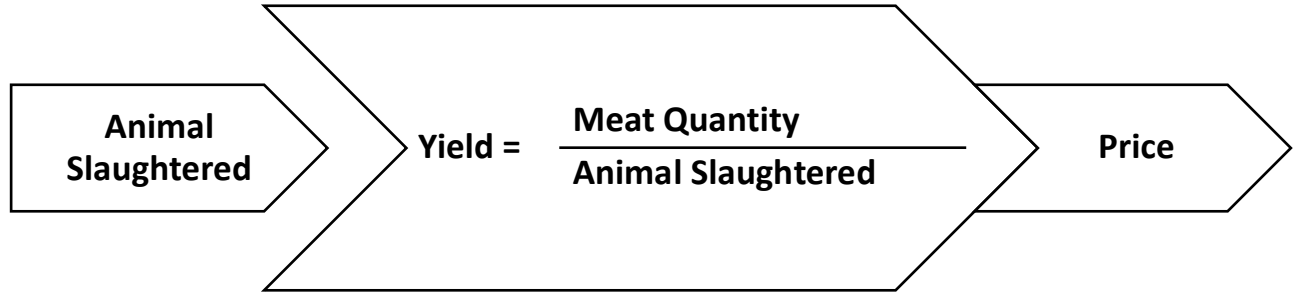 Animal
Slaughtered
Yield =
Meat Quantity
Animal Slaughtered
Price